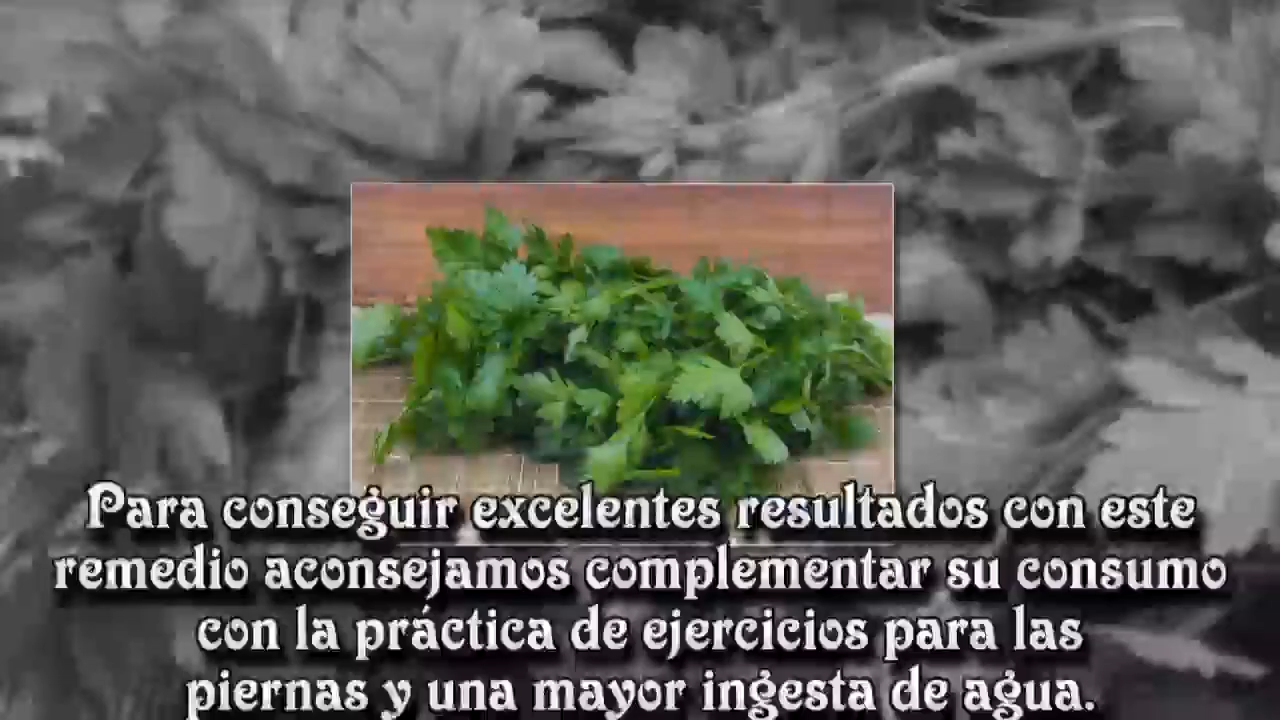 Para conseguir excelentes resultados con este
remedio aconsejamos complementar su consumo
con la práctica de ejercicios para las
piernas y una mayor ingesta de agua.